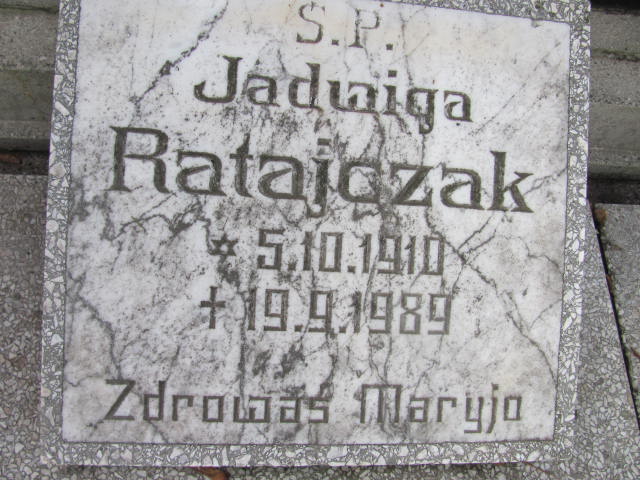 S.P.
Jadwiga
Ratajczak
* 5.10.1910
† 19.9.1989
Zdrowaś Maryjo